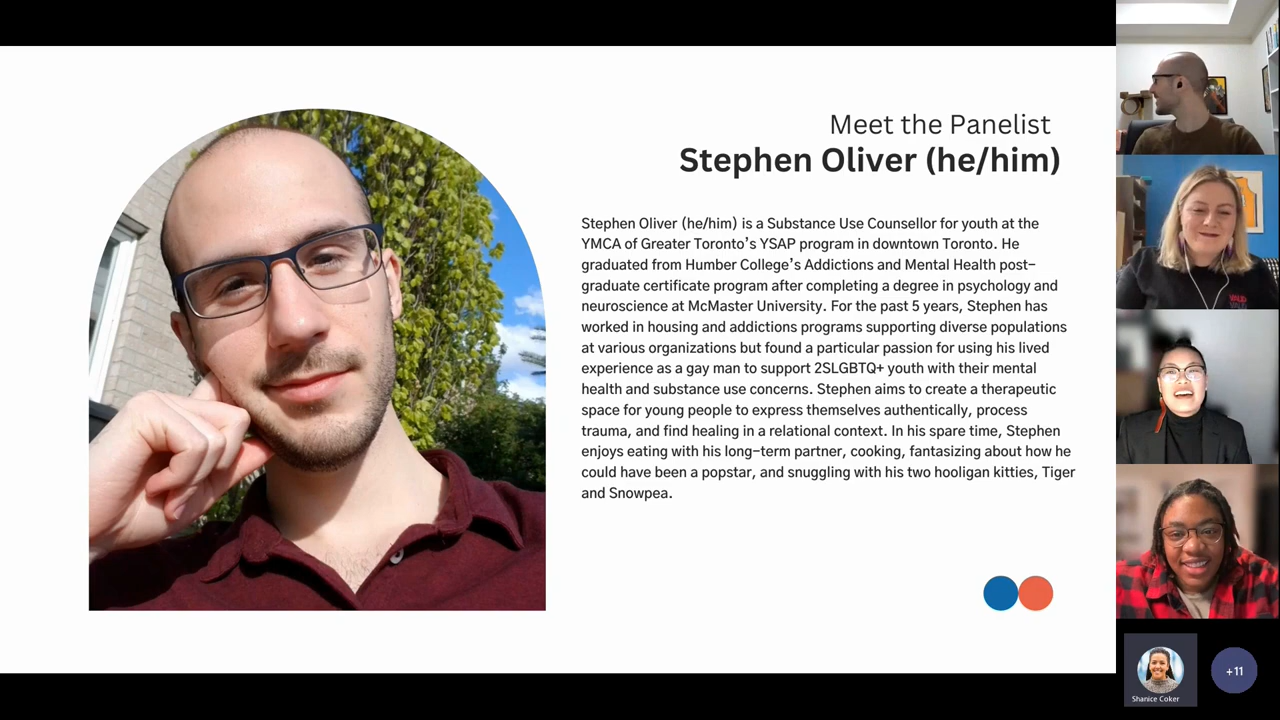 Meet the Panelist
Stephen Oliver (he/him)
Stephen Oliver (he/him) is a Substance Use Counsellor for youth at the
YMCA of Greater Toronto's YSAP program in downtown Toronto. He
graduated from Humber College's Addictions and Mental Health post-
graduate certificate program after completing a degree in psychology and
neuroscience at McMaster University. For the past 5 years, Stephen has
worked in housing and addictions programs supporting diverse populations
at various organizations but found a particular passion for using his lived
experience as a gay man to support 2SLGBTQ+ youth with their mental
health and substance use concerns. Stephen aims to create a therapeutic
space for young people to express themselves authentically, process
trauma, and find healing in a relational context. In his spare time, Stephen
enjoys eating with his long-term partner, cooking, fantasizing about how he
could have been a popstar, and snuggling with his two hooligan kitties, Tiger
and Snowpea.
Shanice Coker
+11